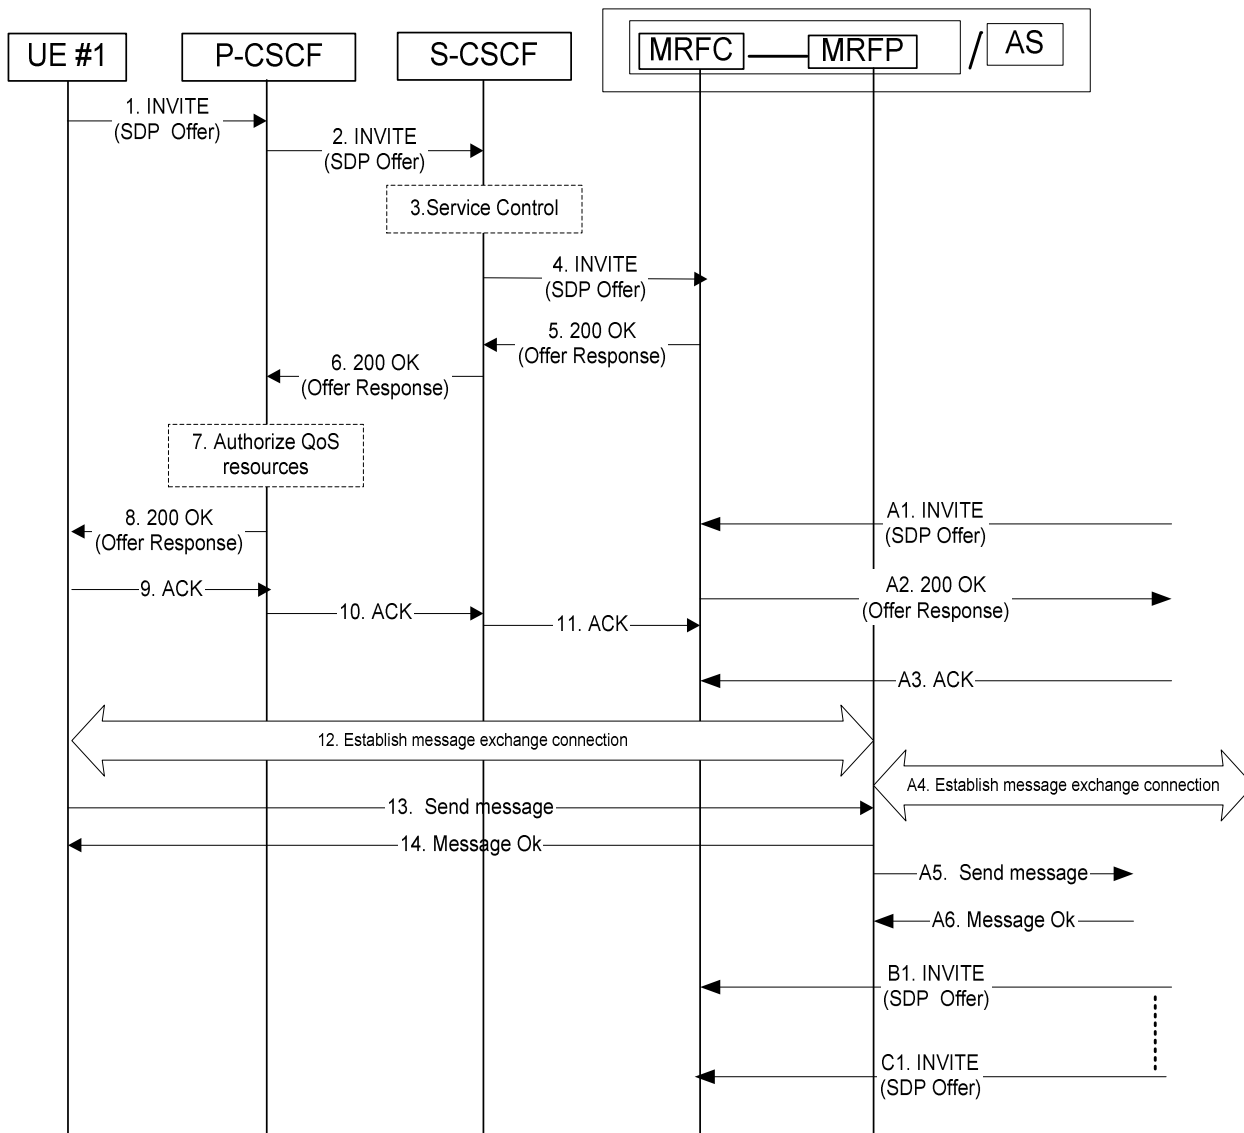 UE #1
P-CSCF
S-CSCF
MRFC
MRFP
/
AS
1. INVITE
(SDP Offer)
2. INVITE
(SDP Offer)
3.Service Control
4. INVITE
(SDP Offer)
5. 200 OK
(Offer Response)
6. 200 OK
(Offer Response)
7. Authorize QoS
resources
8. 200 OK
(Offer Response)
A1. INVITE
(SDP Offer)
9. ACK
10. ACK
11. ACK
A2. 200 OK
(Offer Response)
A3. ACK
12. Establish message exchange connection
A4. Establish message exchange connection
13. Send message
14. Message Ok
A5. Send message
A6. Message Ok
B1. INVITE
(SDP Offer)
C1. INVITE
(SDP Offer)